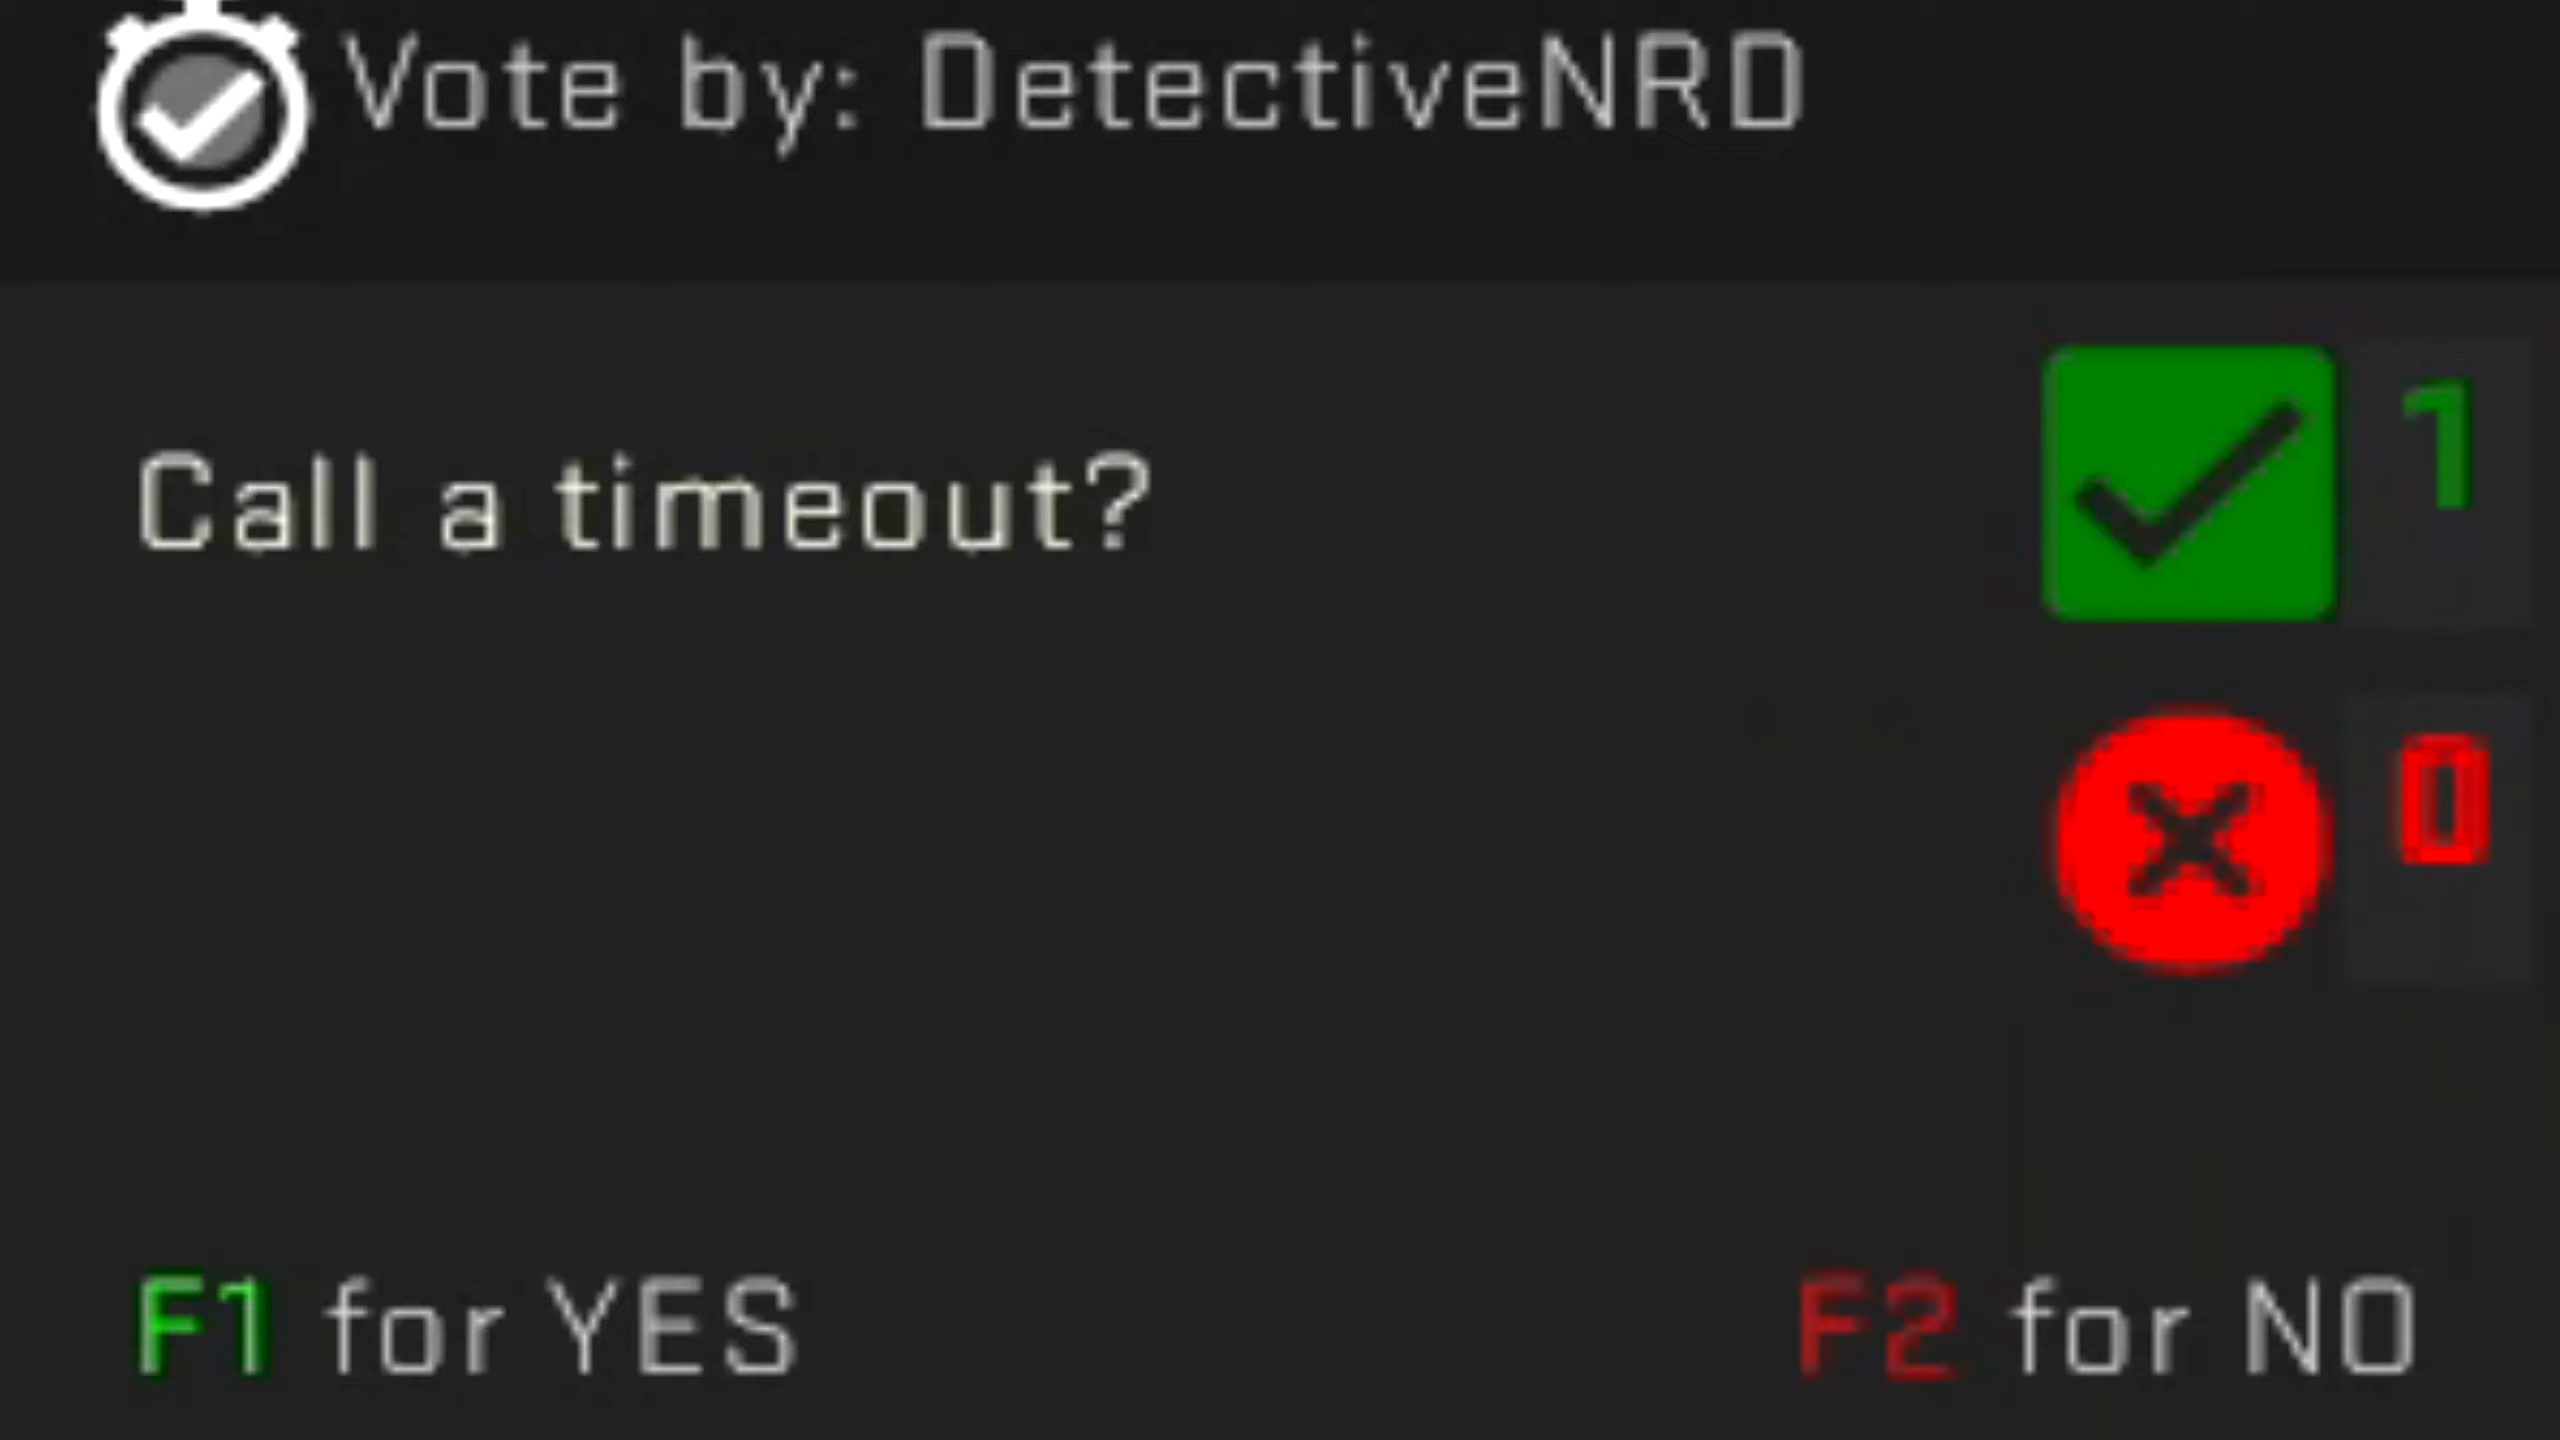 Vote by: DetectiveNRD
Call a timeout?
1
0
F1 for YES
F2 for NO